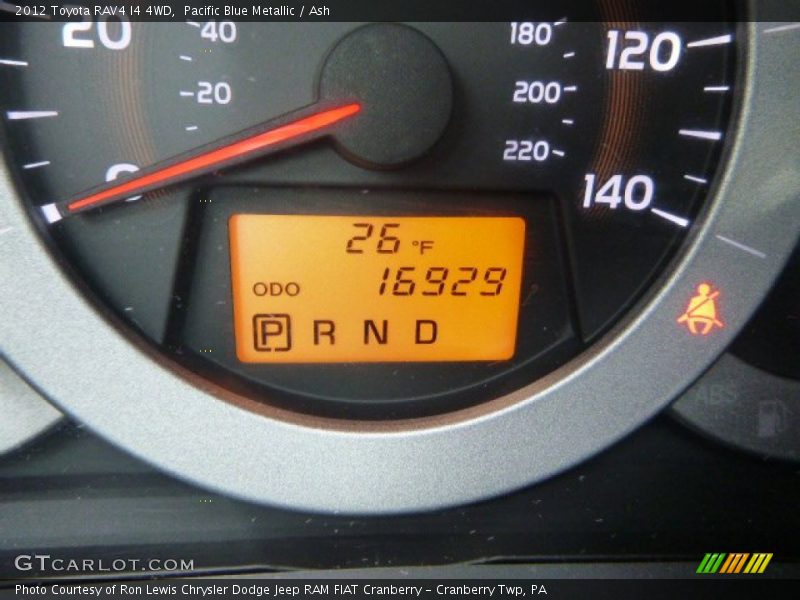 2012 Toyota RAV4 I4 4WD, Pacific Blue Metallic / Ash
20 40 180 120
20 200
0 220 140
26 °F
ODO 16929
P R N D
ABS
GTCARLOT.COM
Photo Courtesy of Ron Lewis Chrysler Dodge Jeep RAM FIAT Cranberry – Cranberry Twp, PA